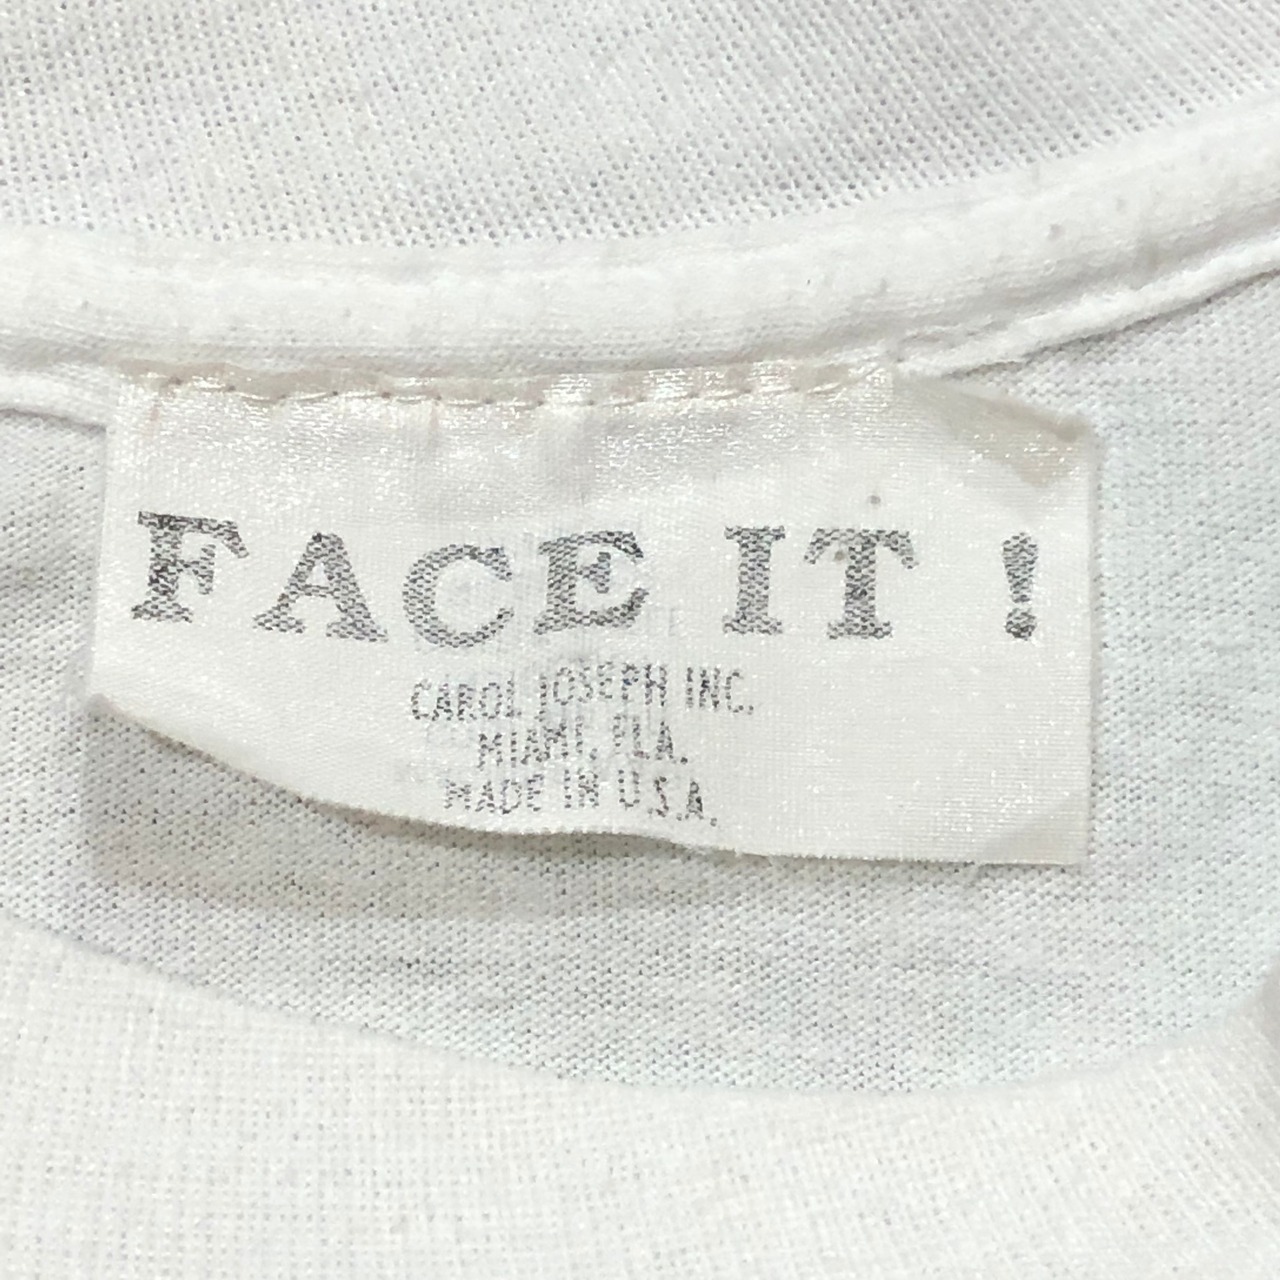 FACE IT !
CAROL JOSEPH INC.
MIAMI, FLA.
MADE IN U.S.A.